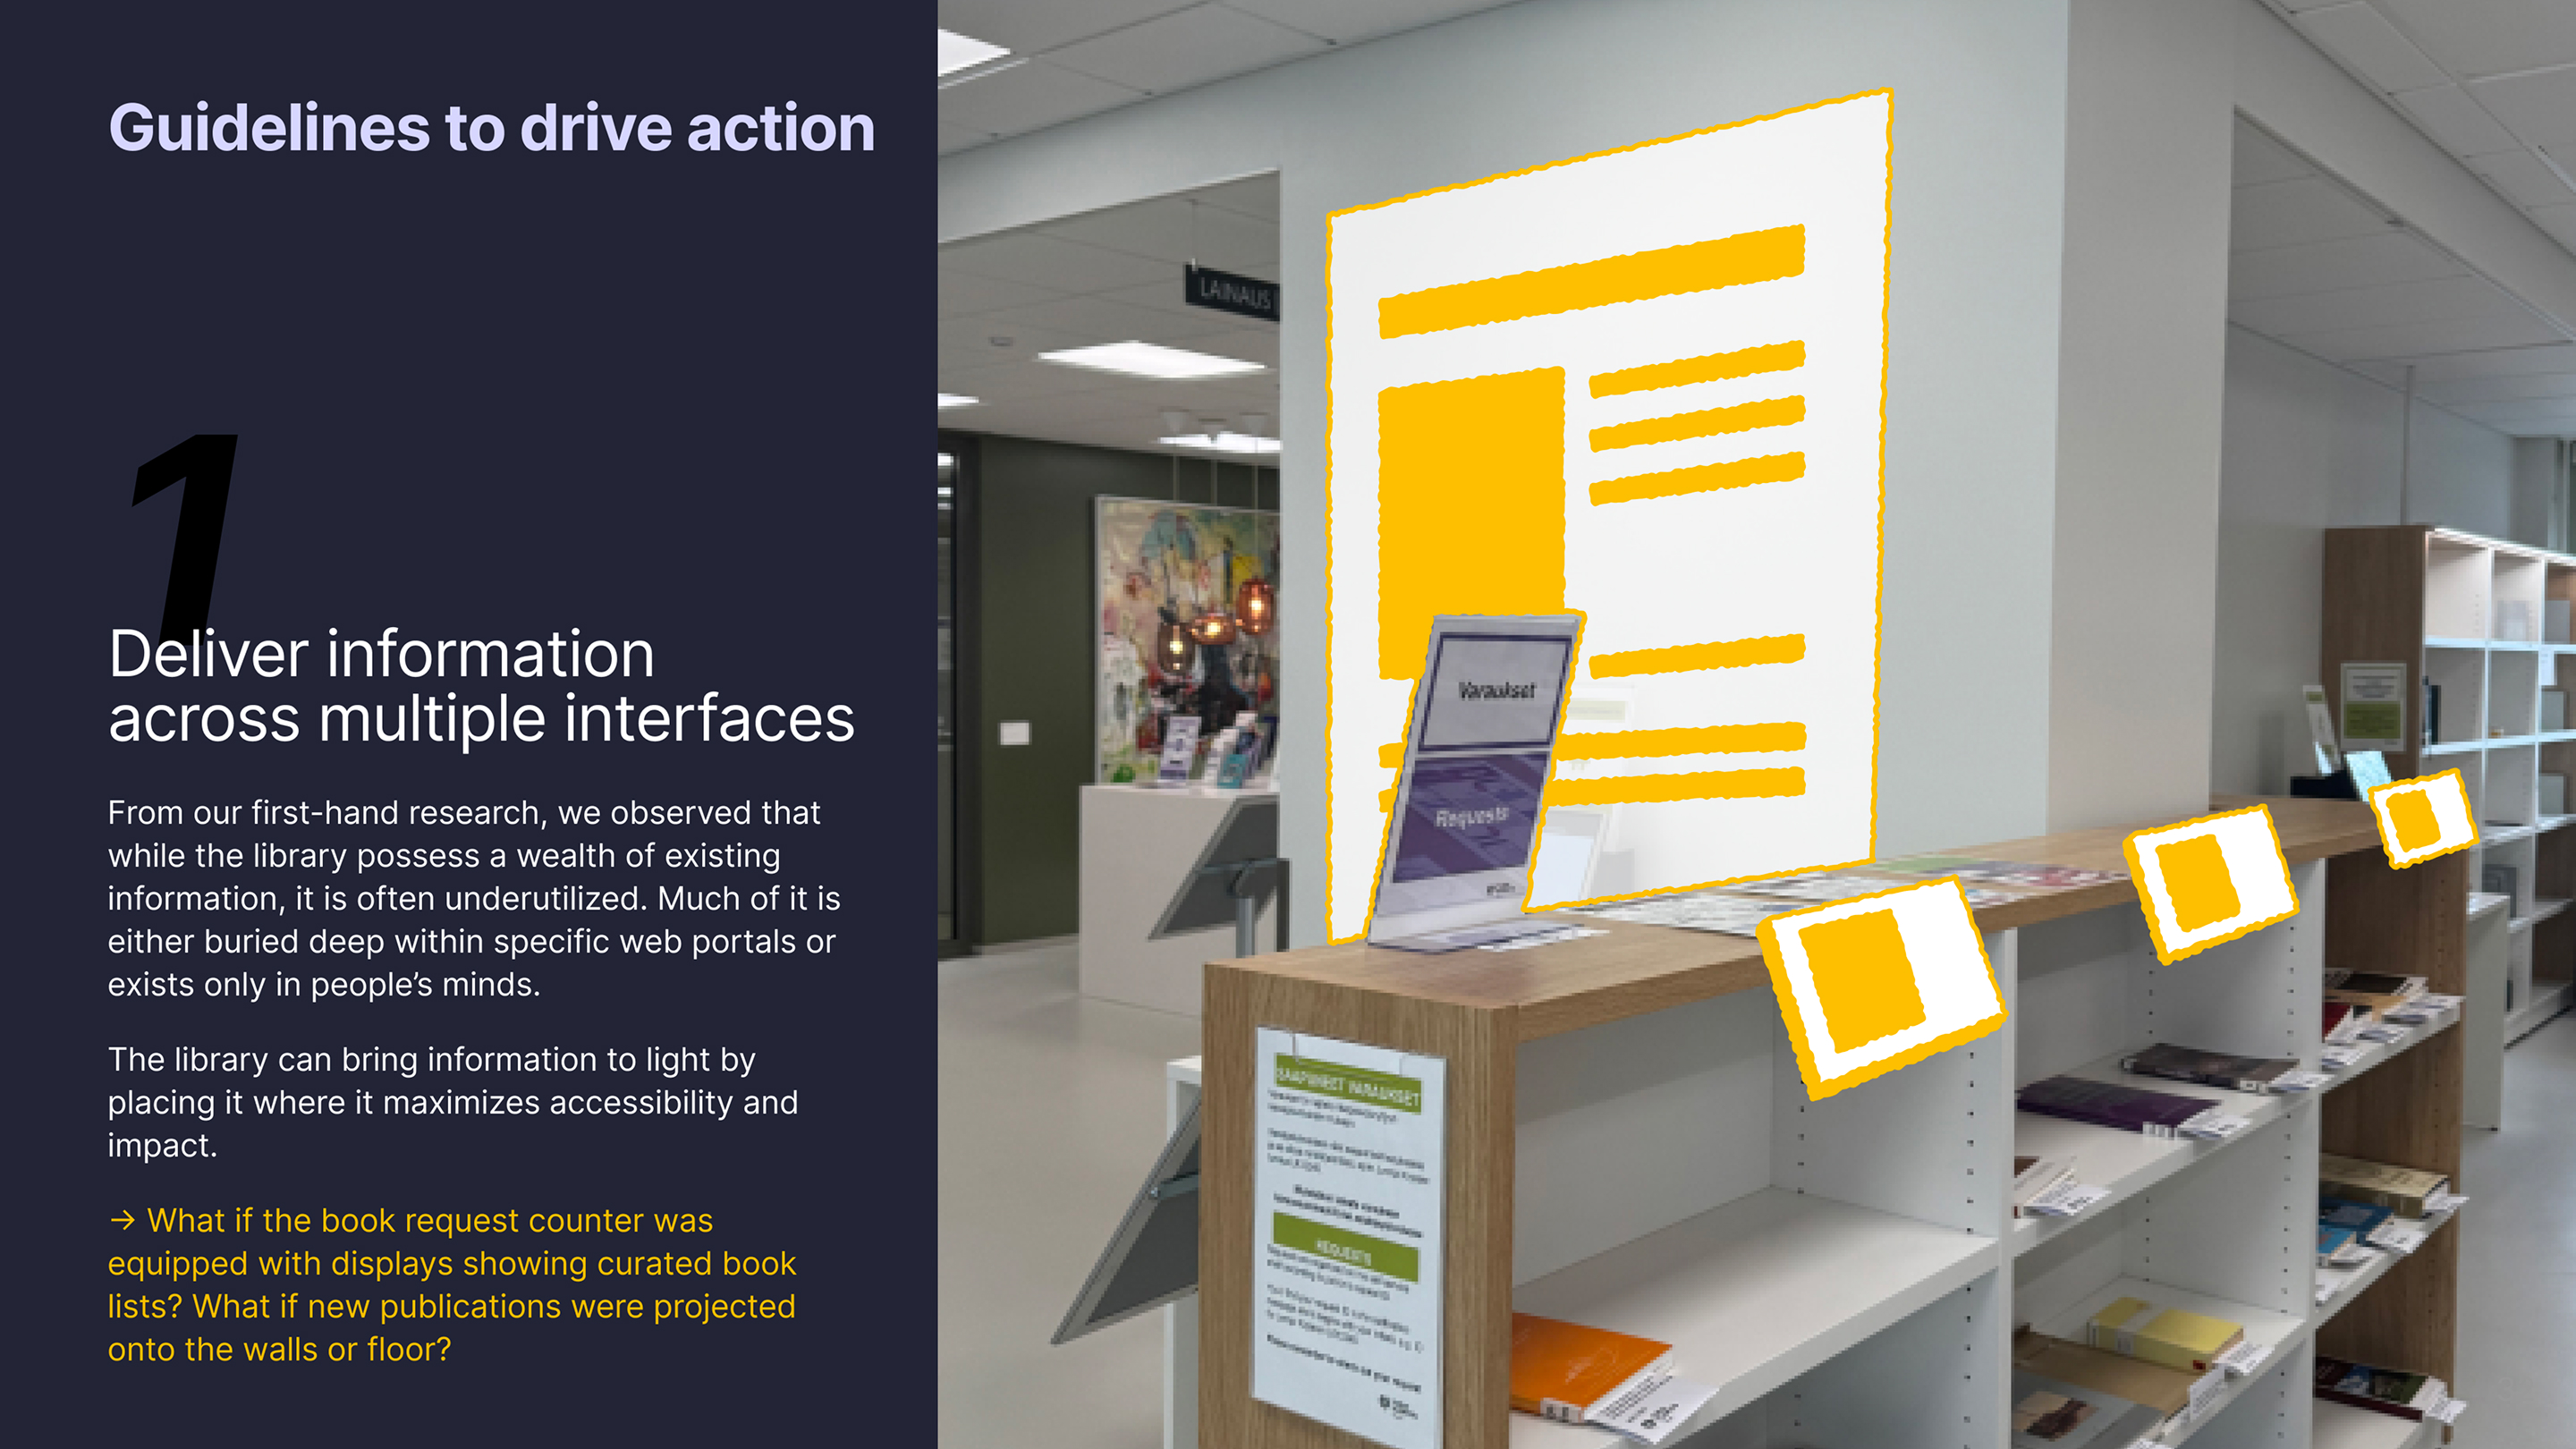 Guidelines to drive action
1
Deliver information
across multiple interfaces
From our first-hand research, we observed that
while the library possess a wealth of existing
information, it is often underutilized. Much of it is
either buried deep within specific web portals or
exists only in people’s minds.
The library can bring information to light by
placing it where it maximizes accessibility and
impact.
→ What if the book request counter was
equipped with displays showing curated book
lists? What if new publications were projected
onto the walls or floor?
LAINAUS
Varaukset
Requests
SAAPUNEET VARAUKSET
REQUESTS